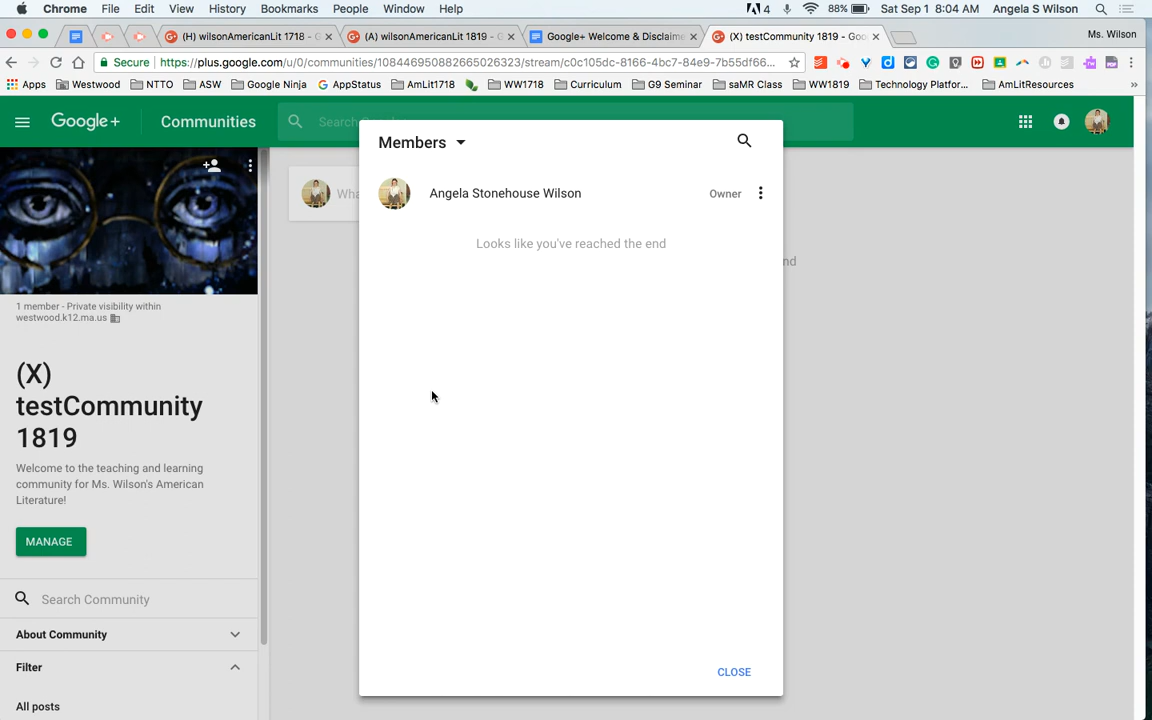 Chrome File Edit View History Bookmarks People Window Help 4 88% Sat Sep 1 8:04 AM Angela S Wilson
(H) wilsonAmericanLit 1718 - G (A) wilsonAmericanLit 1819 - G Google+ Welcome & Disclaime (X) testCommunity 1819 - Goo Ms. Wilson
Secure https://plus.google.com/u/0/communities/108446950882665026323/stream/c0c105dc-8166-4bc7-84e9-7b55df66...
Apps Westwood NTTO ASW Google Ninja AppStatus AmLit1718 WW1718 Curriculum G9 Seminar saMR Class WW1819 Technology Platfor... AmLitResources »
Google+ Communities Search
Members
Wha
Angela Stonehouse Wilson Owner
Looks like you've reached the end
nd
1 member - Private visibility within
westwood.k12.ma.us
(X)
testCommunity
1819
Welcome to the teaching and learning
community for Ms. Wilson's American
Literature!
MANAGE
Search Community
About Community
Filter
CLOSE
All posts